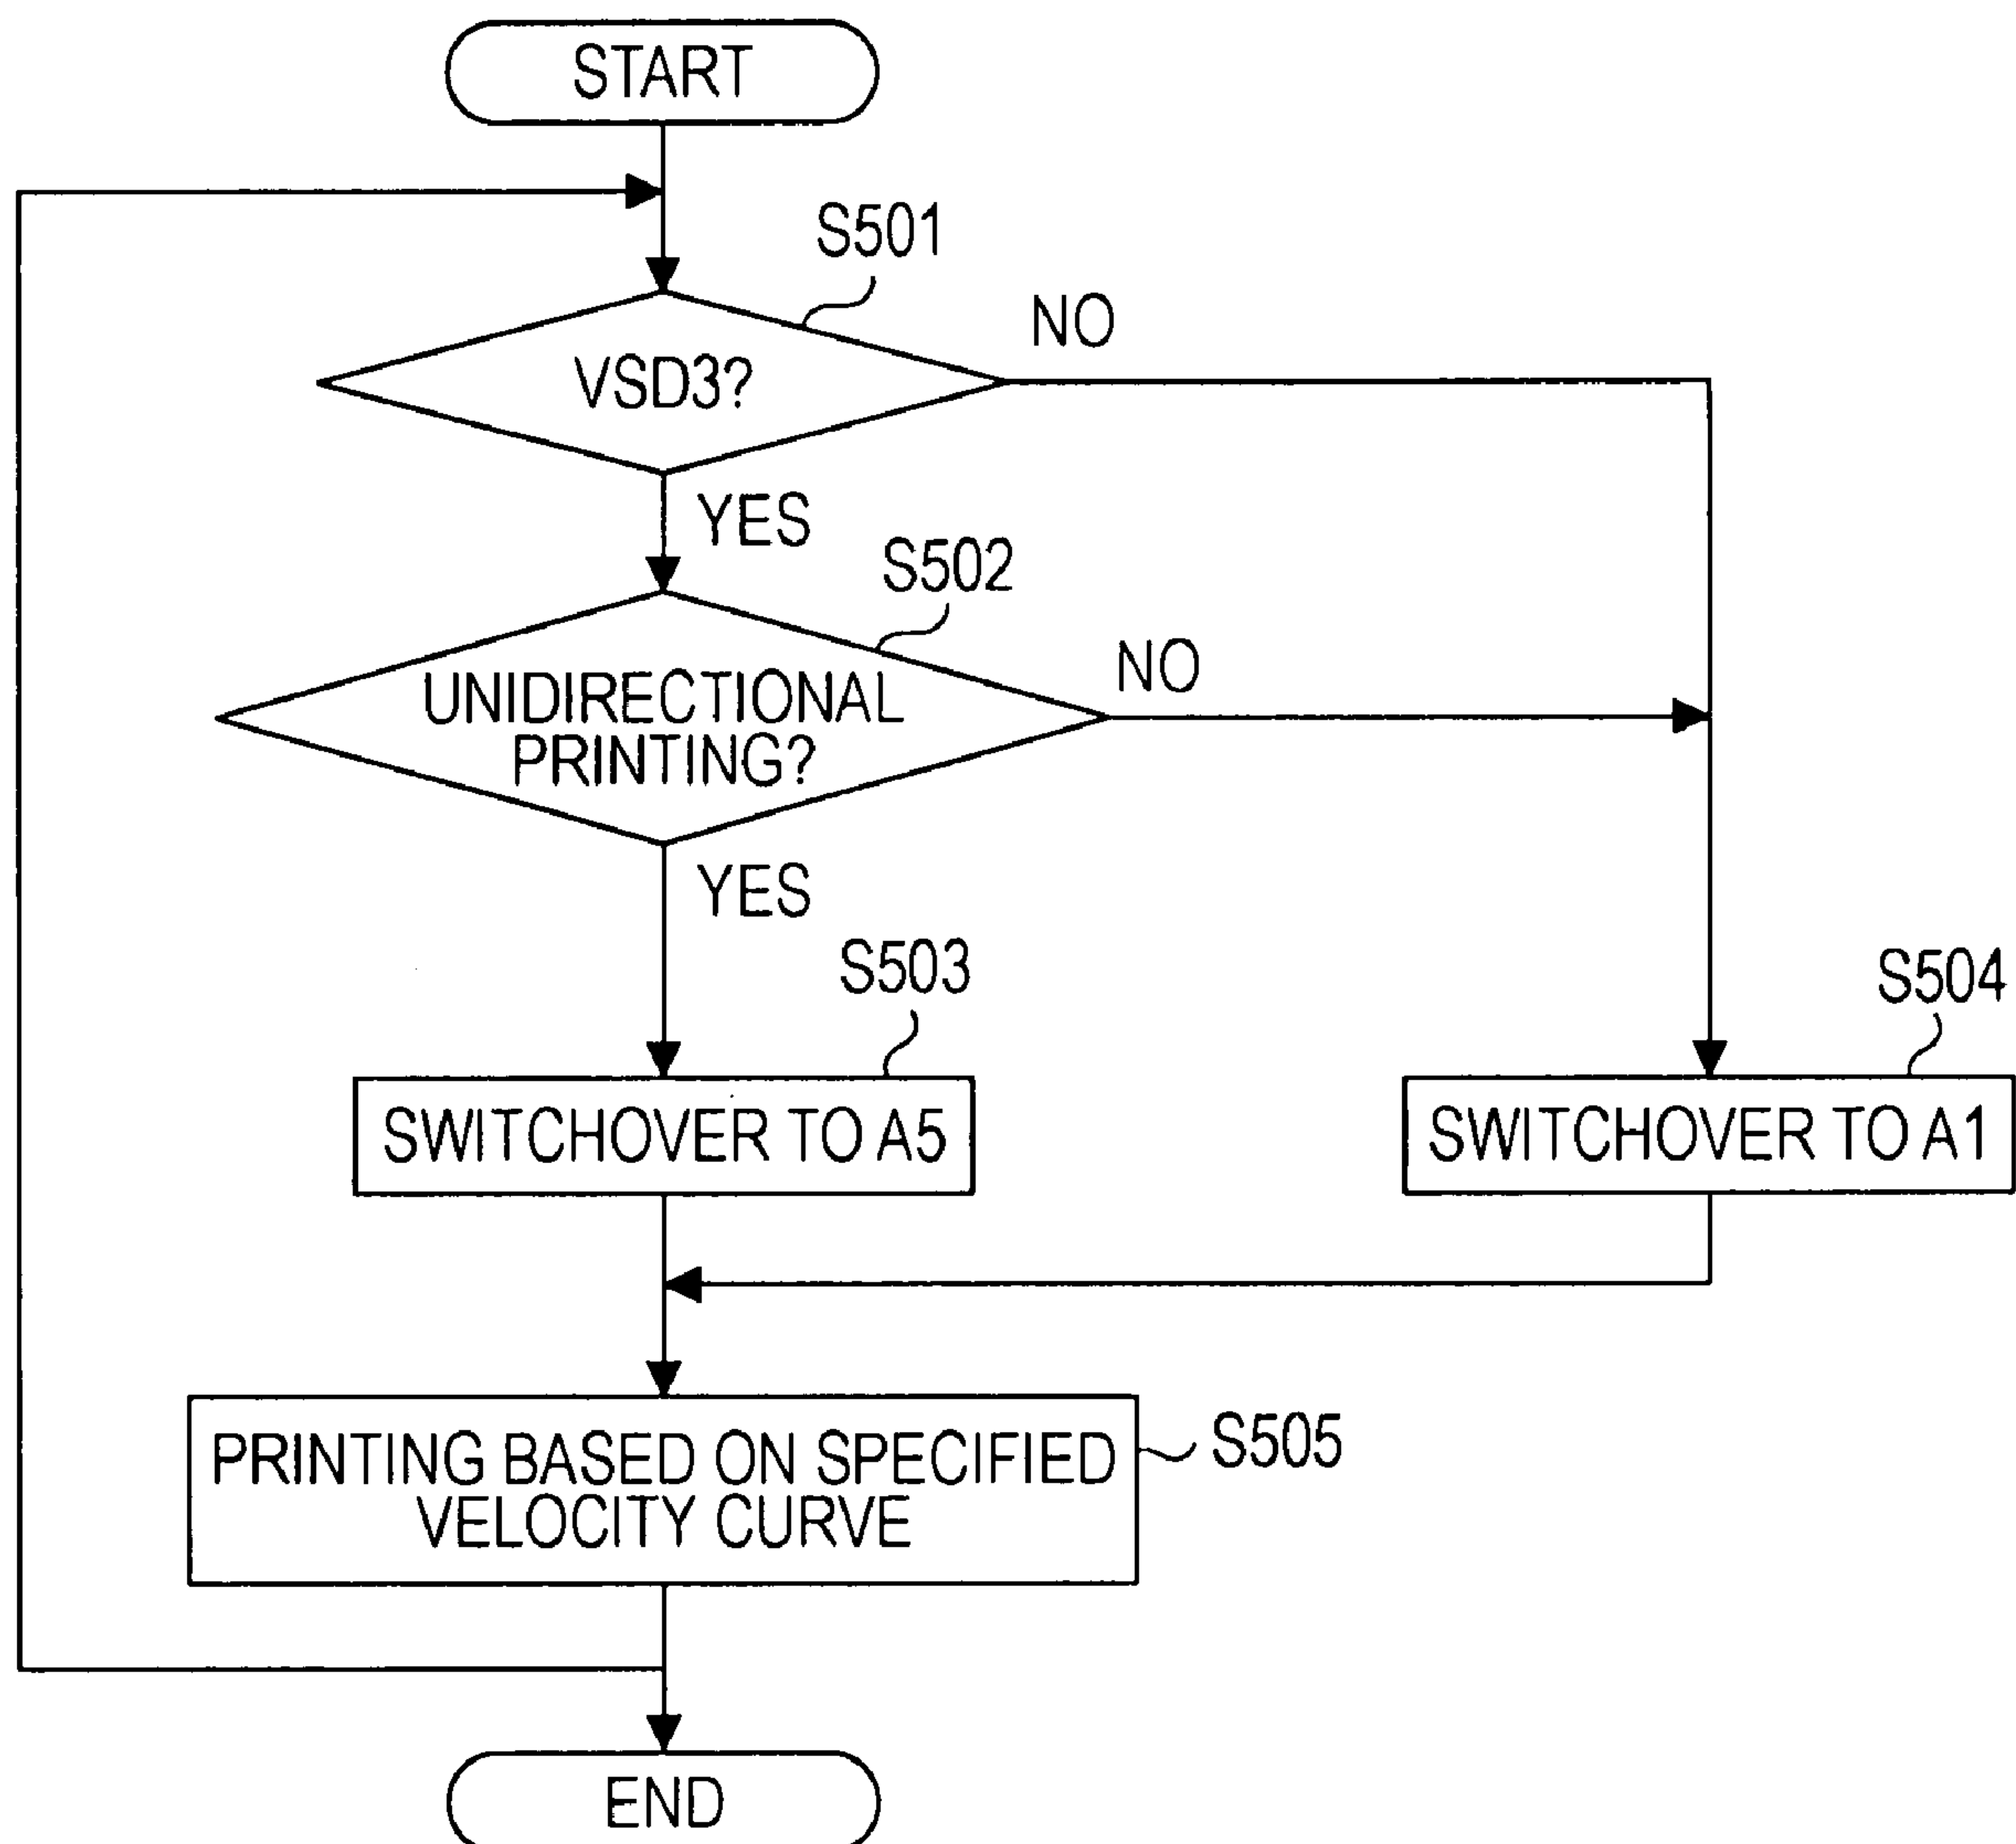 START
S501
VSD3?
NO
YES
S502
UNIDIRECTIONAL
PRINTING?
NO
YES
S503
SWITCHOVER TO A5
S504
SWITCHOVER TO A1
PRINTING BASED ON SPECIFIED
VELOCITY CURVE
S505
END